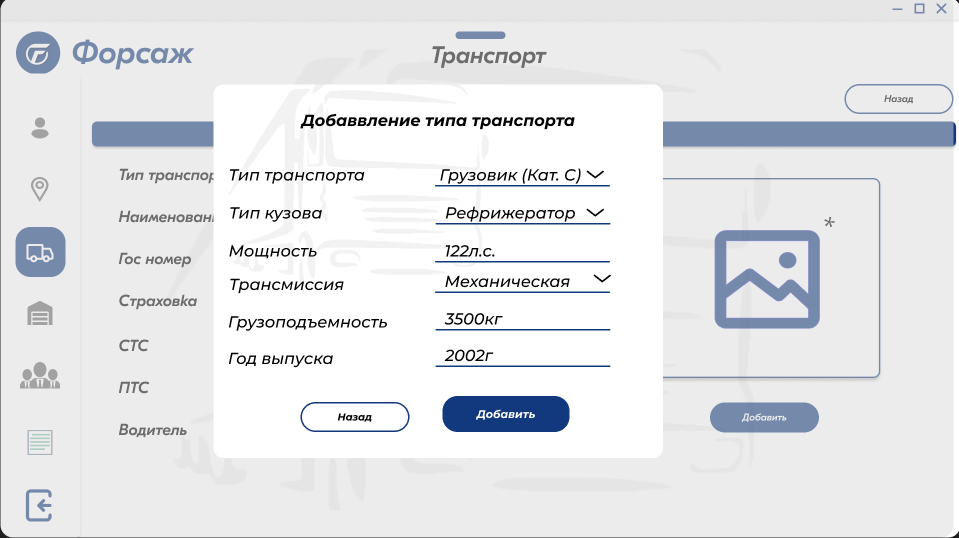 Форсаж
Транспорт
Назад
Добаввление типа транспорта
Тип транспор
Тип транспорта
Грузовик (Кат. С)
Наименован
Тип кузова
Рефрижератор
*
Гос номер
Мощность
122л.с.
Трансмиссия
Механическая
Страховка
Грузоподъемность
3500кг
СТС
Год выпуска
2002г
ПТС
Назад
Добавить
Добавить
Водитель